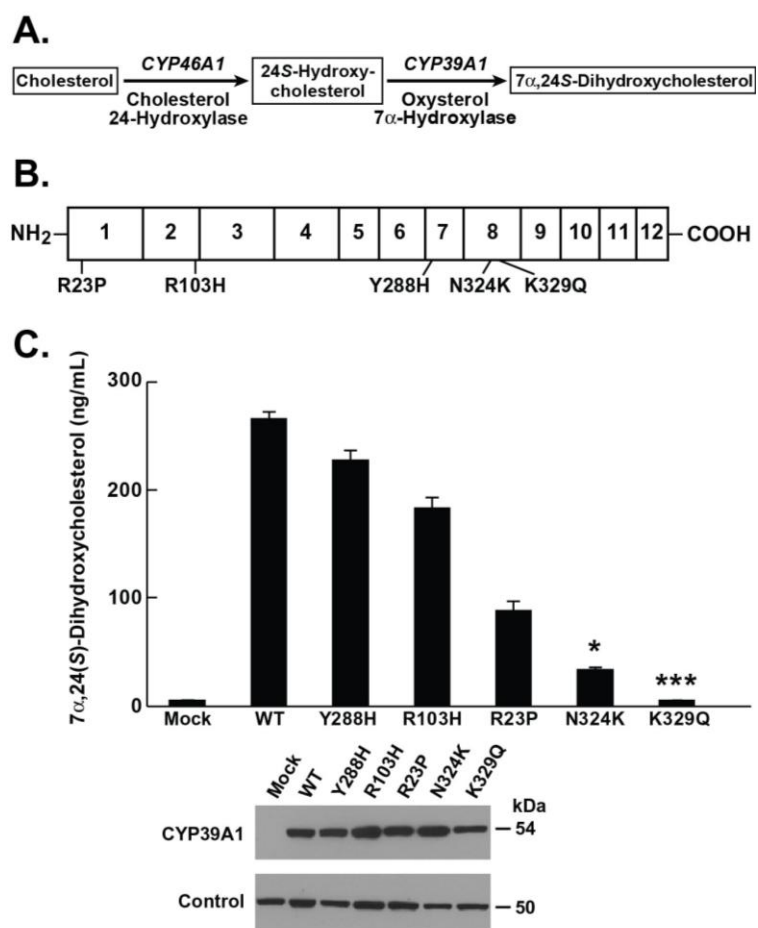 A.
CYP46A1
CYP39A1
Cholesterol
24S-Hydroxy-
cholesterol
7α,24S-Dihydroxycholesterol
Cholesterol
24-Hydroxylase
Oxysterol
7α-Hydroxylase
B.
NH2 1 2 3 4 5 6 7 8 9 10 11 12 COOH
R23P R103H Y288H N324K K329Q
C.
7α,24(S)-Dihydroxycholesterol (ng/mL)
300
200
100
0
* ***
Mock WT Y288H R103H R23P N324K K329Q
Mock WT Y288H R103H R23P N324K K329Q
kDa
CYP39A1 54
Control 50